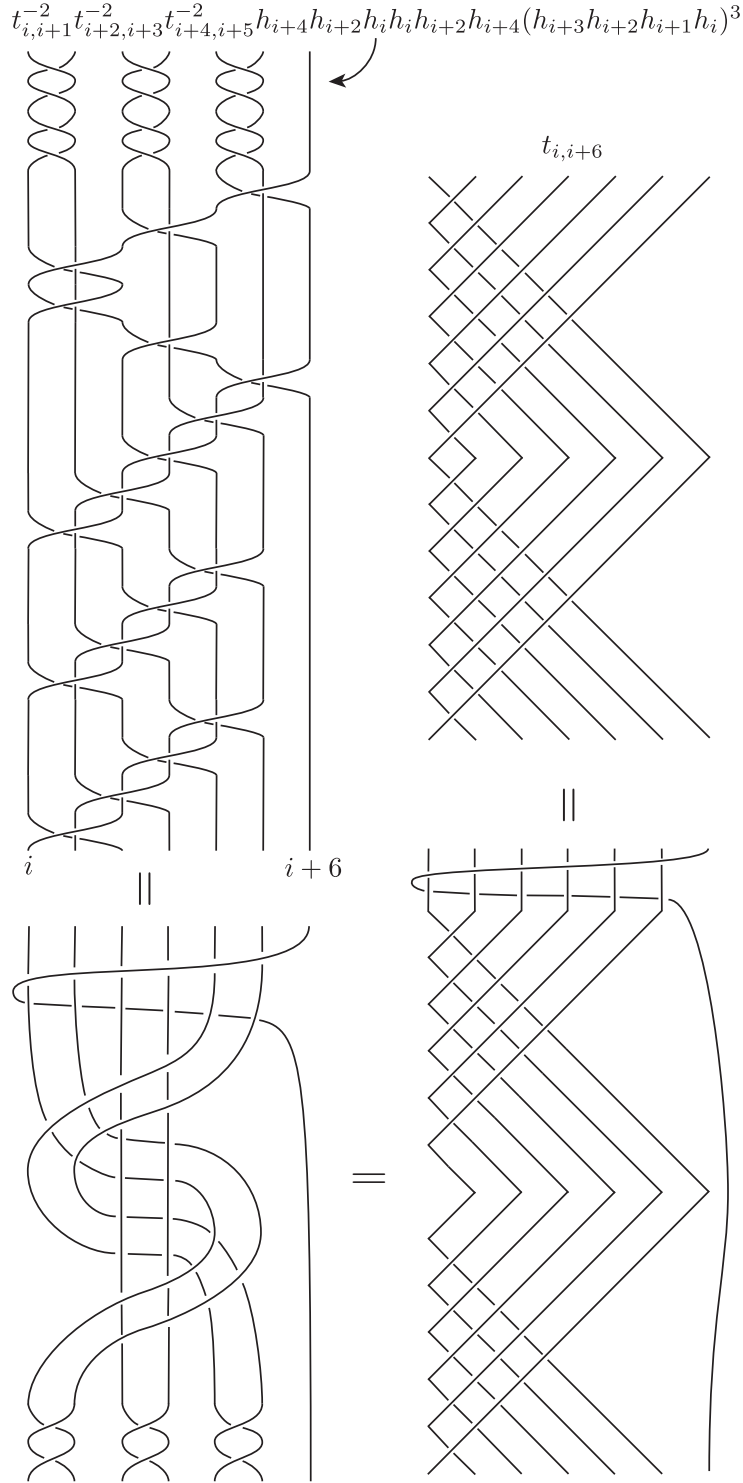 $t_{i,i+1}^{-2} t_{i+2,i+3}^{-2} t_{i+4,i+5}^{-2} h_{i+4} h_{i+2} h_i h_i h_{i+2} h_{i+4} (h_{i+3} h_{i+2} h_{i+1} h_i)^3$
$t_{i,i+6}$
$i$ $i+6$
=
=
=